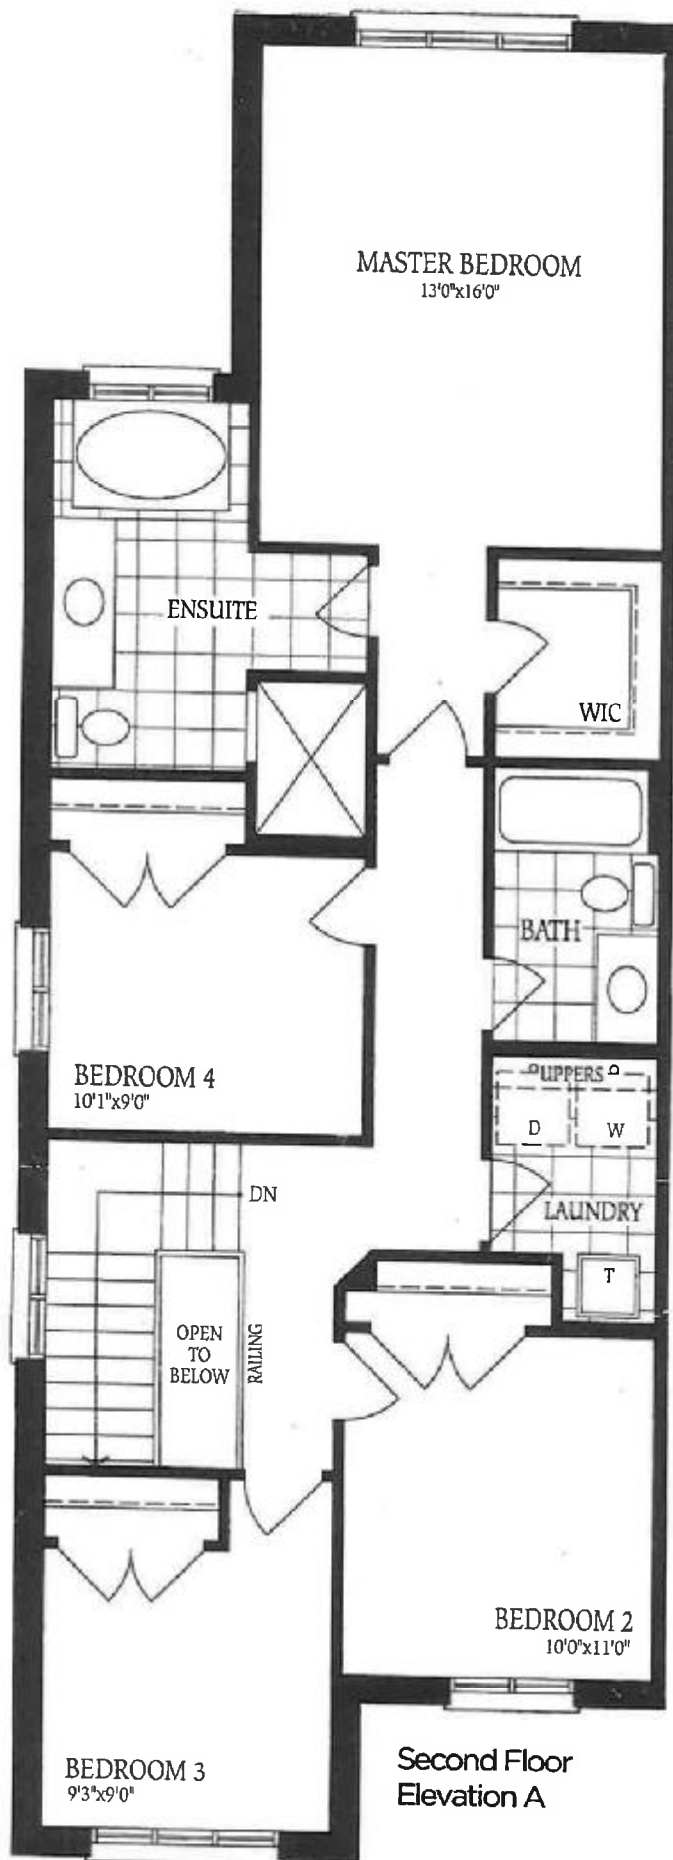 MASTER BEDROOM
13'0"x16'0"
ENSUITE
WIC
BATH
BEDROOM 4
10'1"x9'0"
UPPERS
D
W
DN
LAUNDRY
T
OPEN
TO
BELOW
RAILING
BEDROOM 2
10'0"x11'0"
BEDROOM 3
9'3"x9'0"
Second Floor
Elevation A